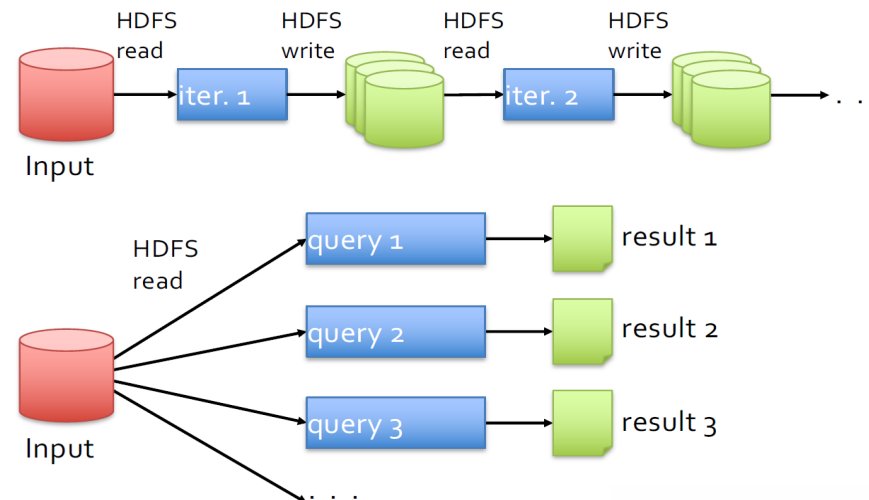 HDFS read
HDFS write
HDFS read
HDFS write
iter. 1
iter. 2
. .
Input
HDFS read
query 1
result 1
query 2
result 2
query 3
result 3
Input
. . .